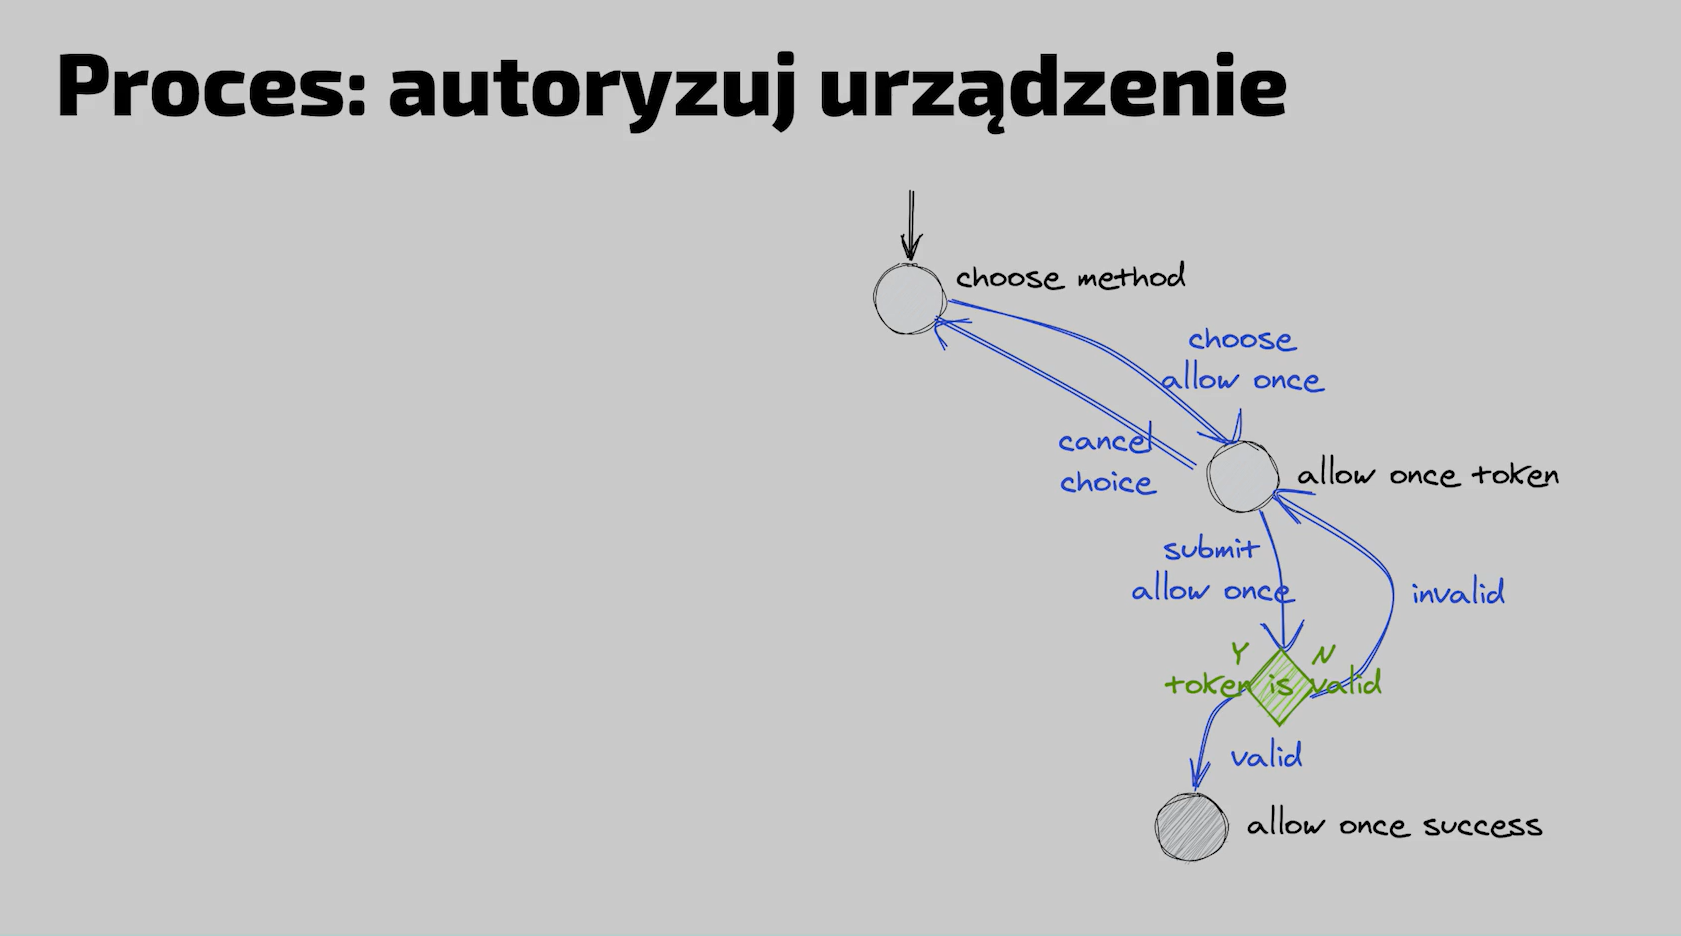 Proces: autoryzuj urządzenie
choose method
choose
allow once
cancel
choice
allow once token
submit
allow once
invalid
Y
N
token is valid
valid
allow once success